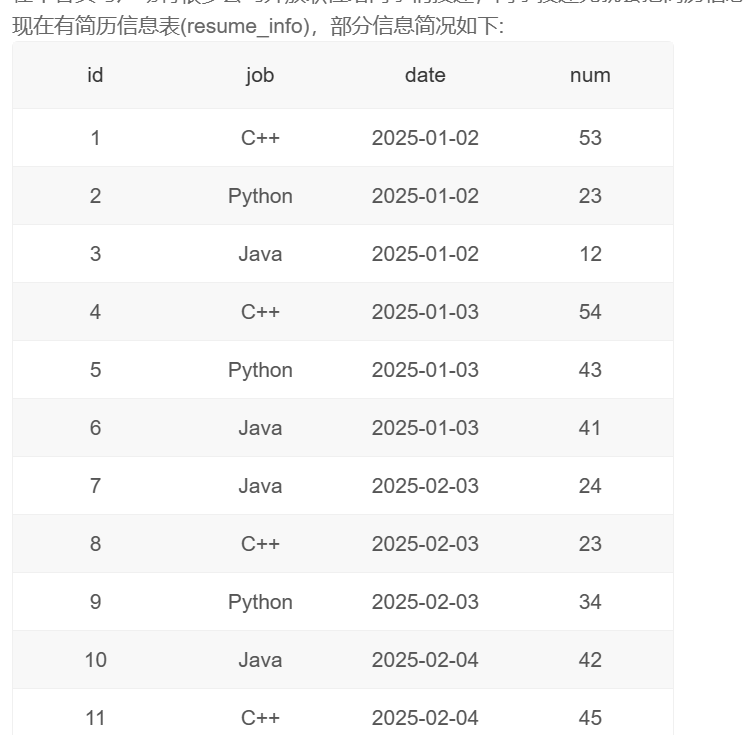 现在有简历信息表(resume_info)，部分信息简况如下:
id job date num
1 C++ 2025-01-02 53
2 Python 2025-01-02 23
3 Java 2025-01-02 12
4 C++ 2025-01-03 54
5 Python 2025-01-03 43
6 Java 2025-01-03 41
7 Java 2025-02-03 24
8 C++ 2025-02-03 23
9 Python 2025-02-03 34
10 Java 2025-02-04 42
11 C++ 2025-02-04 45